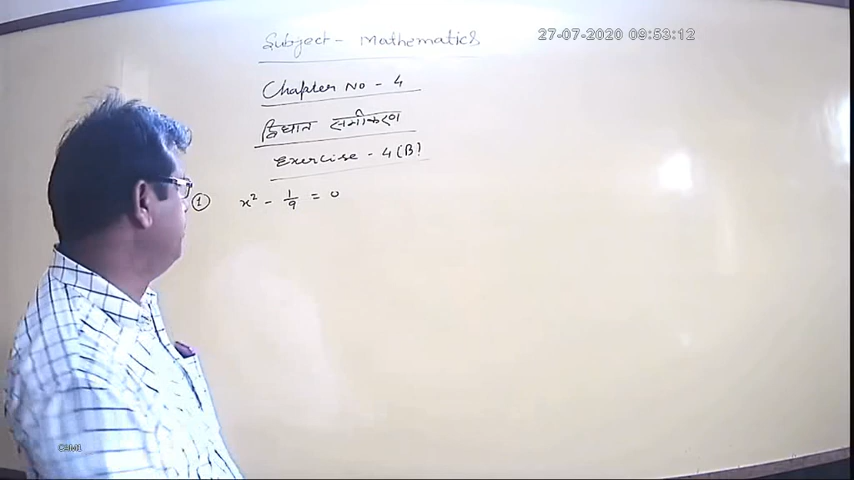 Subject - Mathematics
27-07-2020 09:53:12
Chapter No - 4
विघात समीकरण
Exercise - 4 (B)
① x² - 1/9 = 0
CAM1